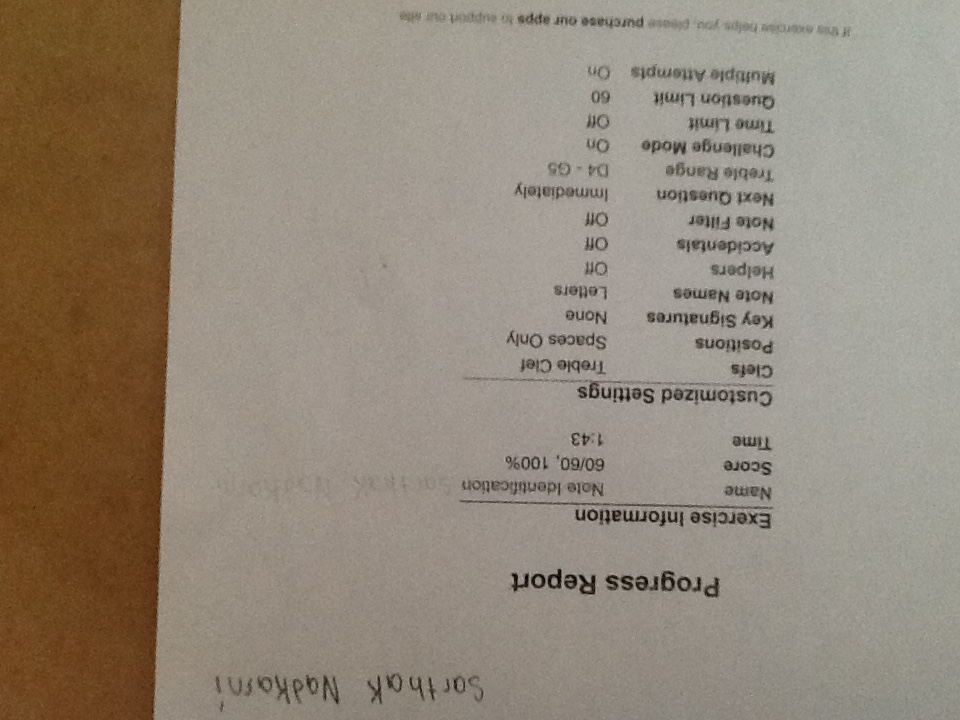 Sarthak Nadkarni
Progress Report
Exercise Information
Name Note Identification
Score 60/60, 100%
Time 1:43
Customized Settings
Clefs Treble Clef
Positions Spaces Only
Key Signatures None
Note Names Letters
Helpers Off
Accidentals Off
Note Filter Off
Next Question Immediately
Treble Range D4 - G5
Challenge Mode On
Time Limit Off
Question Limit 60
Multiple Attempts On
If this exercise helps you, please purchase our apps to support our site.